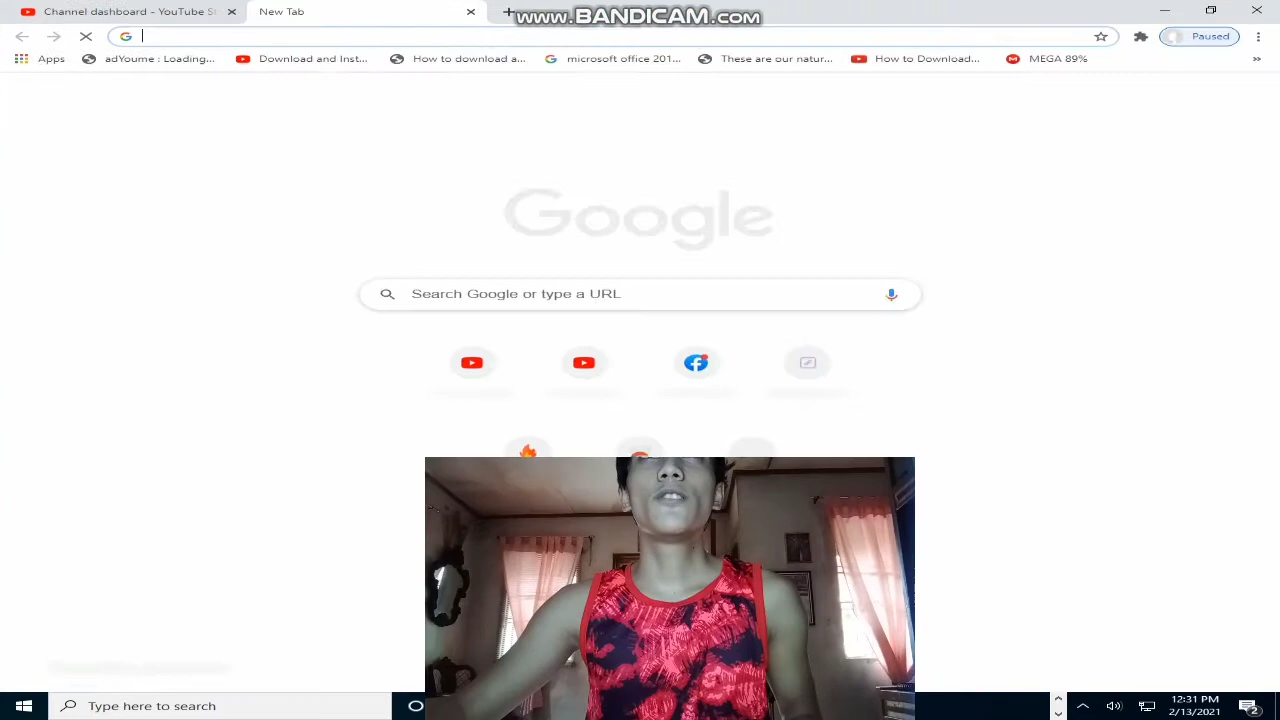 Channel dashboard - YouTube S
New Tab
www.BANDICAM.com
Paused
Apps
adYoume : Loading...
Download and Inst...
How to download a...
microsoft office 201...
These are our natur...
How to Download...
MEGA 89%
»
Google
Search Google or type a URL
Type here to search
12:31 PM
2/13/2021
2